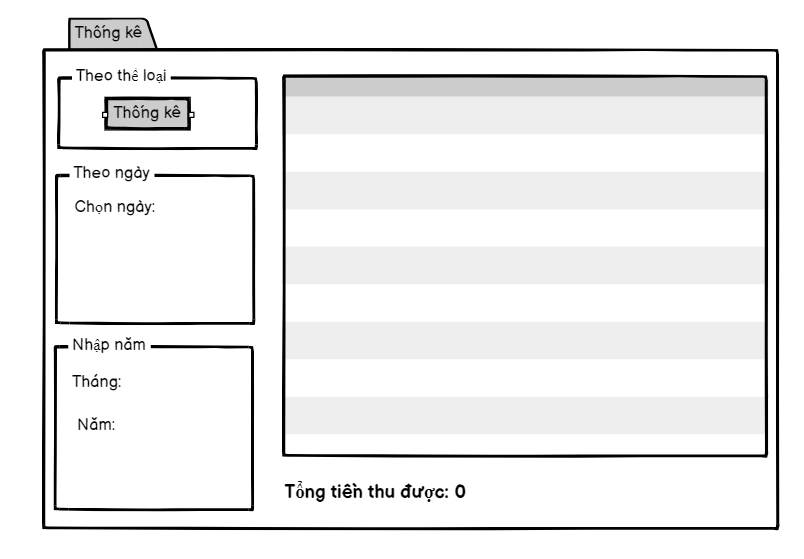 Thống kê
Theo thể loại
Thống kê
Theo ngày
Chọn ngày:
Nhập năm
Tháng:
Năm:
Tổng tiền thu được: 0